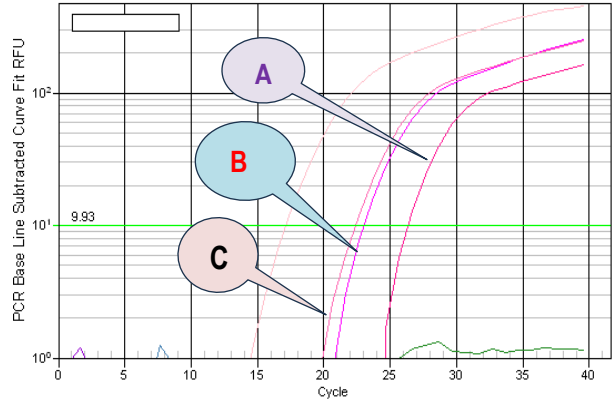 PCR Base Line Subtracted Curve Fit RFU
10²
A
B
9.93
10¹
C
10⁰
0 5 10 15 20 25 30 35 40
Cycle